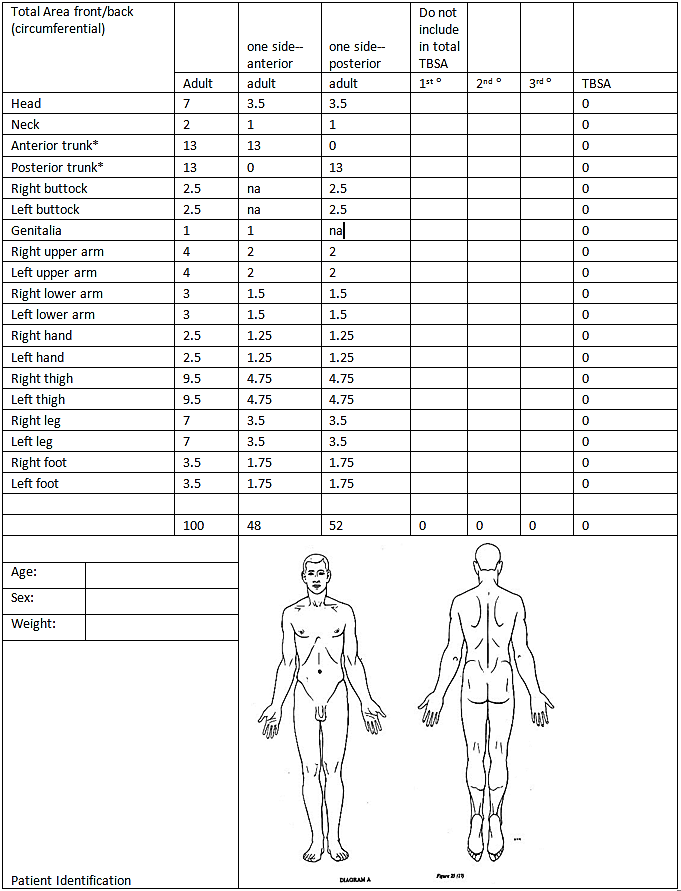 Total Area front/back
(circumferential)
one side--
anterior
one side--
posterior
Do not
include
in total
TBSA
Adult adult adult 1st ° 2nd ° 3rd ° TBSA
Head 7 3.5 3.5 0
Neck 2 1 1 0
Anterior trunk* 13 13 0 0
Posterior trunk* 13 0 13 0
Right buttock 2.5 na 2.5 0
Left buttock 2.5 na 2.5 0
Genitalia 1 1 na 0
Right upper arm 4 2 2 0
Left upper arm 4 2 2 0
Right lower arm 3 1.5 1.5 0
Left lower arm 3 1.5 1.5 0
Right hand 2.5 1.25 1.25 0
Left hand 2.5 1.25 1.25 0
Right thigh 9.5 4.75 4.75 0
Left thigh 9.5 4.75 4.75 0
Right leg 7 3.5 3.5 0
Left leg 7 3.5 3.5 0
Right foot 3.5 1.75 1.75 0
Left foot 3.5 1.75 1.75 0
100 48 52 0 0 0 0
Age:
Sex:
Weight:
Patient Identification
DIAGRAM A